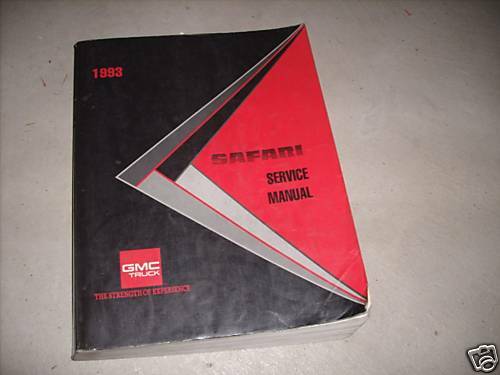 1993
SAFARI
SERVICE
MANUAL
GMC
TRUCK
THE STRENGTH OF EXPERIENCE